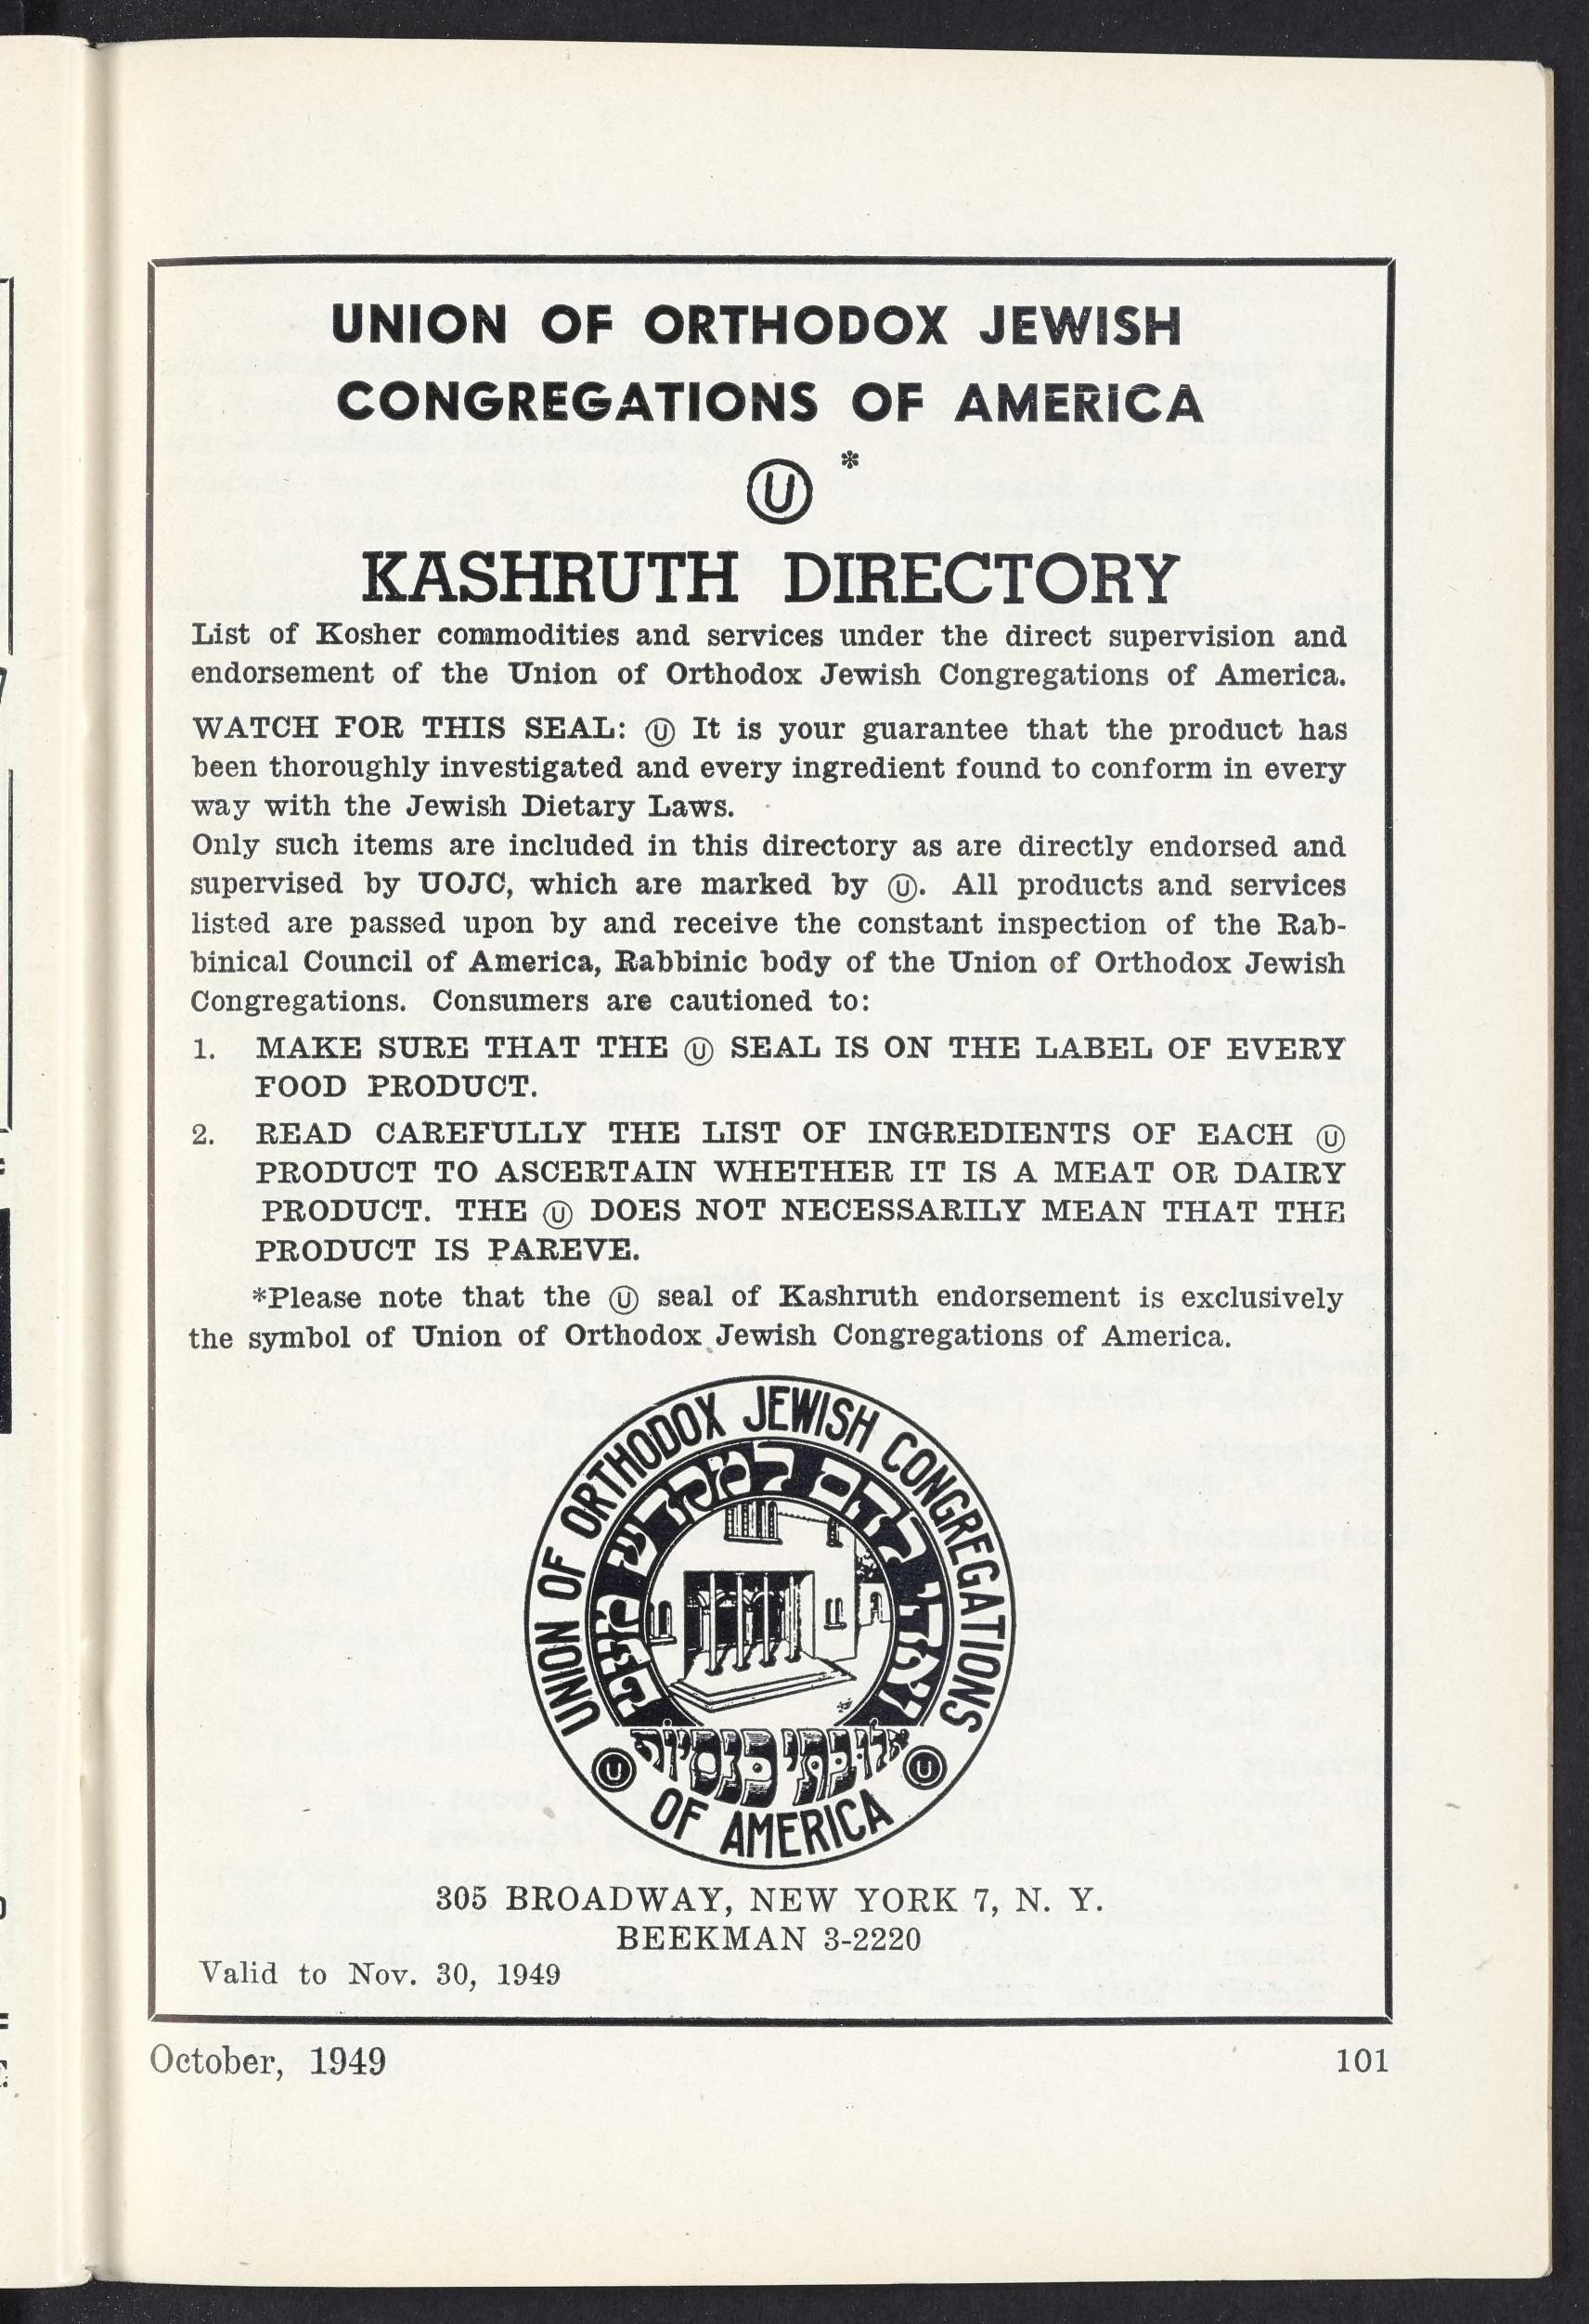 UNION OF ORTHODOX JEWISH
CONGREGATIONS OF AMERICA
Ⓤ *
KASHRUTH DIRECTORY
List of Kosher commodities and services under the direct supervision and
endorsement of the Union of Orthodox Jewish Congregations of America.
WATCH FOR THIS SEAL: Ⓤ It is your guarantee that the product has
been thoroughly investigated and every ingredient found to conform in every
way with the Jewish Dietary Laws.
Only such items are included in this directory as are directly endorsed and
supervised by UOJC, which are marked by Ⓤ. All products and services
listed are passed upon by and receive the constant inspection of the Rab-
binical Council of America, Rabbinic body of the Union of Orthodox Jewish
Congregations. Consumers are cautioned to:
1. MAKE SURE THAT THE Ⓤ SEAL IS ON THE LABEL OF EVERY
FOOD PRODUCT.
2. READ CAREFULLY THE LIST OF INGREDIENTS OF EACH Ⓤ
PRODUCT TO ASCERTAIN WHETHER IT IS A MEAT OR DAIRY
PRODUCT. THE Ⓤ DOES NOT NECESSARILY MEAN THAT THE
PRODUCT IS PAREVE.
*Please note that the Ⓤ seal of Kashruth endorsement is exclusively
the symbol of Union of Orthodox Jewish Congregations of America.
UNION OF ORTHODOX JEWISH CONGREGATIONS
ואהי להם למקדש מעט
אלו בתי כנסיות
Ⓤ Ⓤ
OF AMERICA
305 BROADWAY, NEW YORK 7, N. Y.
BEEKMAN 3-2220
Valid to Nov. 30, 1949
October, 1949
101